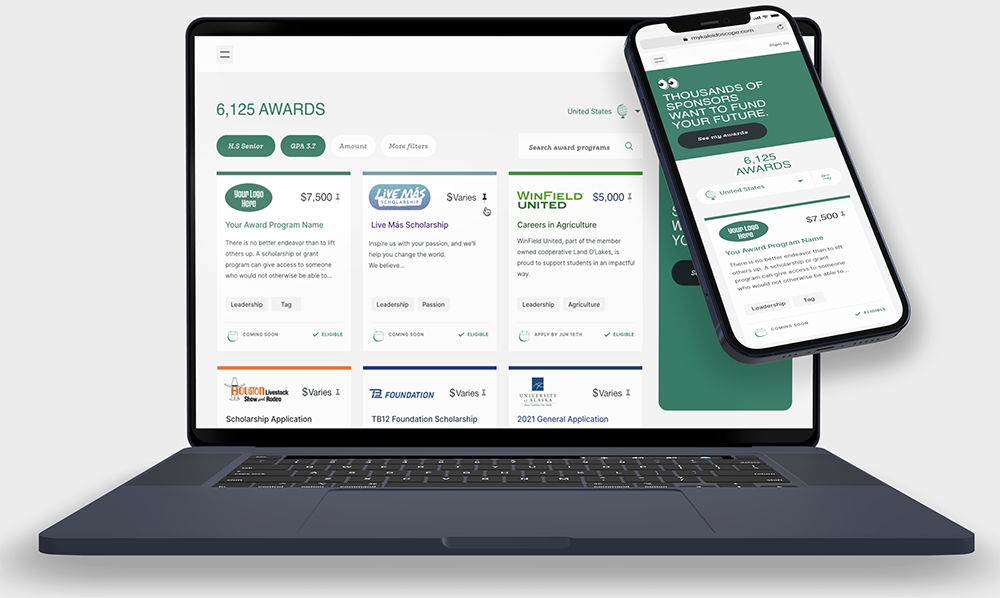 6,125 AWARDS
United States
H.S Senior
GPA 3.7
Amount
More filters
Search award programs
Your Logo
Here
$7,500
Your Award Program Name
There is no better endeavor than to lift
others up. A scholarship or grant
program can give access to someone
who would not otherwise be able to...
Leadership
Tag
COMING SOON
ELIGIBLE
LIVE MÁS
SCHOLARSHIP
$Varies
Live Más Scholarship
Inspire us with your passion, and we'll
help you change the world.
We believe...
Leadership
Passion
COMING SOON
ELIGIBLE
WINFIELD
UNITED
$5,000
Careers in Agriculture
WinField United, part of the member
owned cooperative Land O'Lakes, is
proud to support students in an impactful
way.
Leadership
Agriculture
APPLY BY JUN 16TH
ELIGIBLE
HOUSTON Livestock
Show and Rodeo
$Varies
Scholarship Application
TB12 FOUNDATION
$Varies
TB12 Foundation Scholarship
UNIVERSITY
of ALASKA
$Varies
2021 General Application
mykaleidoscope.com
Sign In
THOUSANDS OF
SPONSORS
WANT TO FUND
YOUR FUTURE.
See my awards
6,125
AWARDS
United States
Your Logo
Here
$7,500
You Award Program Name
There is no better endeavor than to lift
others up. A scholarship or grant
program can give access to someone
who would not otherwise be able to...
Leadership
Tag
COMING SOON
ELIGIBLE